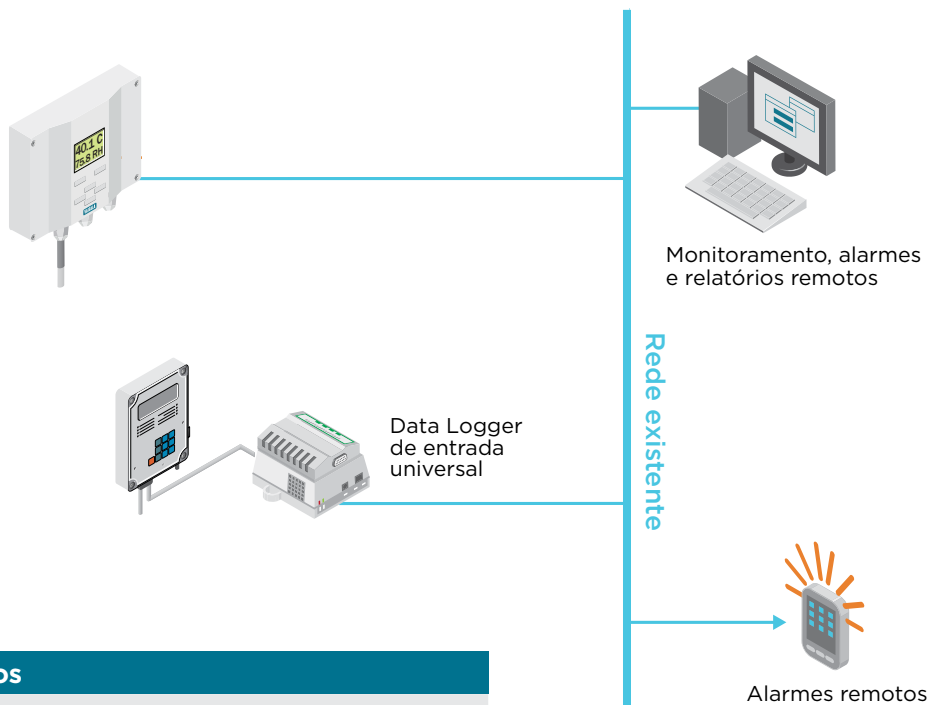 40.1 C
75.8 RH
Monitoramento, alarmes
e relatórios remotos
Rede existente
Data Logger
de entrada
universal
os
Alarmes remotos